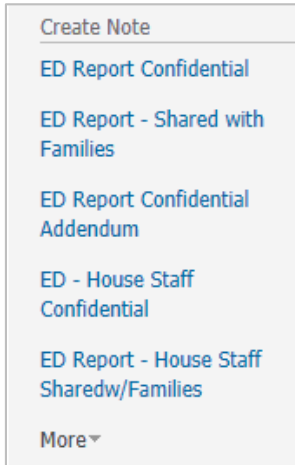 Create Note
ED Report Confidential
ED Report - Shared with
Families
ED Report Confidential
Addendum
ED - House Staff
Confidential
ED Report - House Staff
Sharedw/Families
More